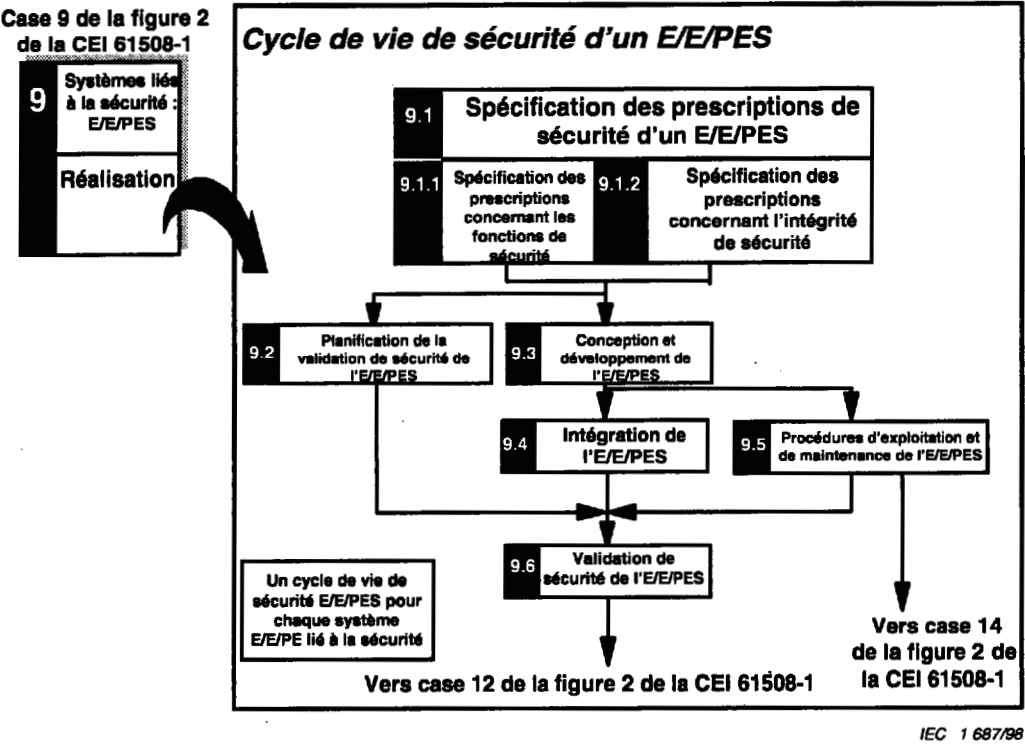 Case 9 de la figure 2
de la CEI 61508-1
9
Systèmes liés
à la sécurité :
E/E/PES
Réalisation
Cycle de vie de sécurité d'un E/E/PES
9.1
Spécification des prescriptions de
sécurité d'un E/E/PES
9.1.1
Spécification des
prescriptions
concernant les
fonctions de
sécurité
9.1.2
Spécification des
prescriptions
concernant l'intégrité
de sécurité
9.2
Planification de la
validation de sécurité de
l'E/E/PES
9.3
Conception et
développement de
l'E/E/PES
9.4
Intégration de
l'E/E/PES
9.5
Procédures d'exploitation et
de maintenance de l'E/E/PES
9.6
Validation de
sécurité de l'E/E/PES
Un cycle de vie de
sécurité E/E/PES pour
chaque système
E/E/PE lié à la sécurité
Vers case 12 de la figure 2 de la CEI 61508-1
Vers case 14
de la figure 2 de
la CEI 61508-1
IEC 1 687/98